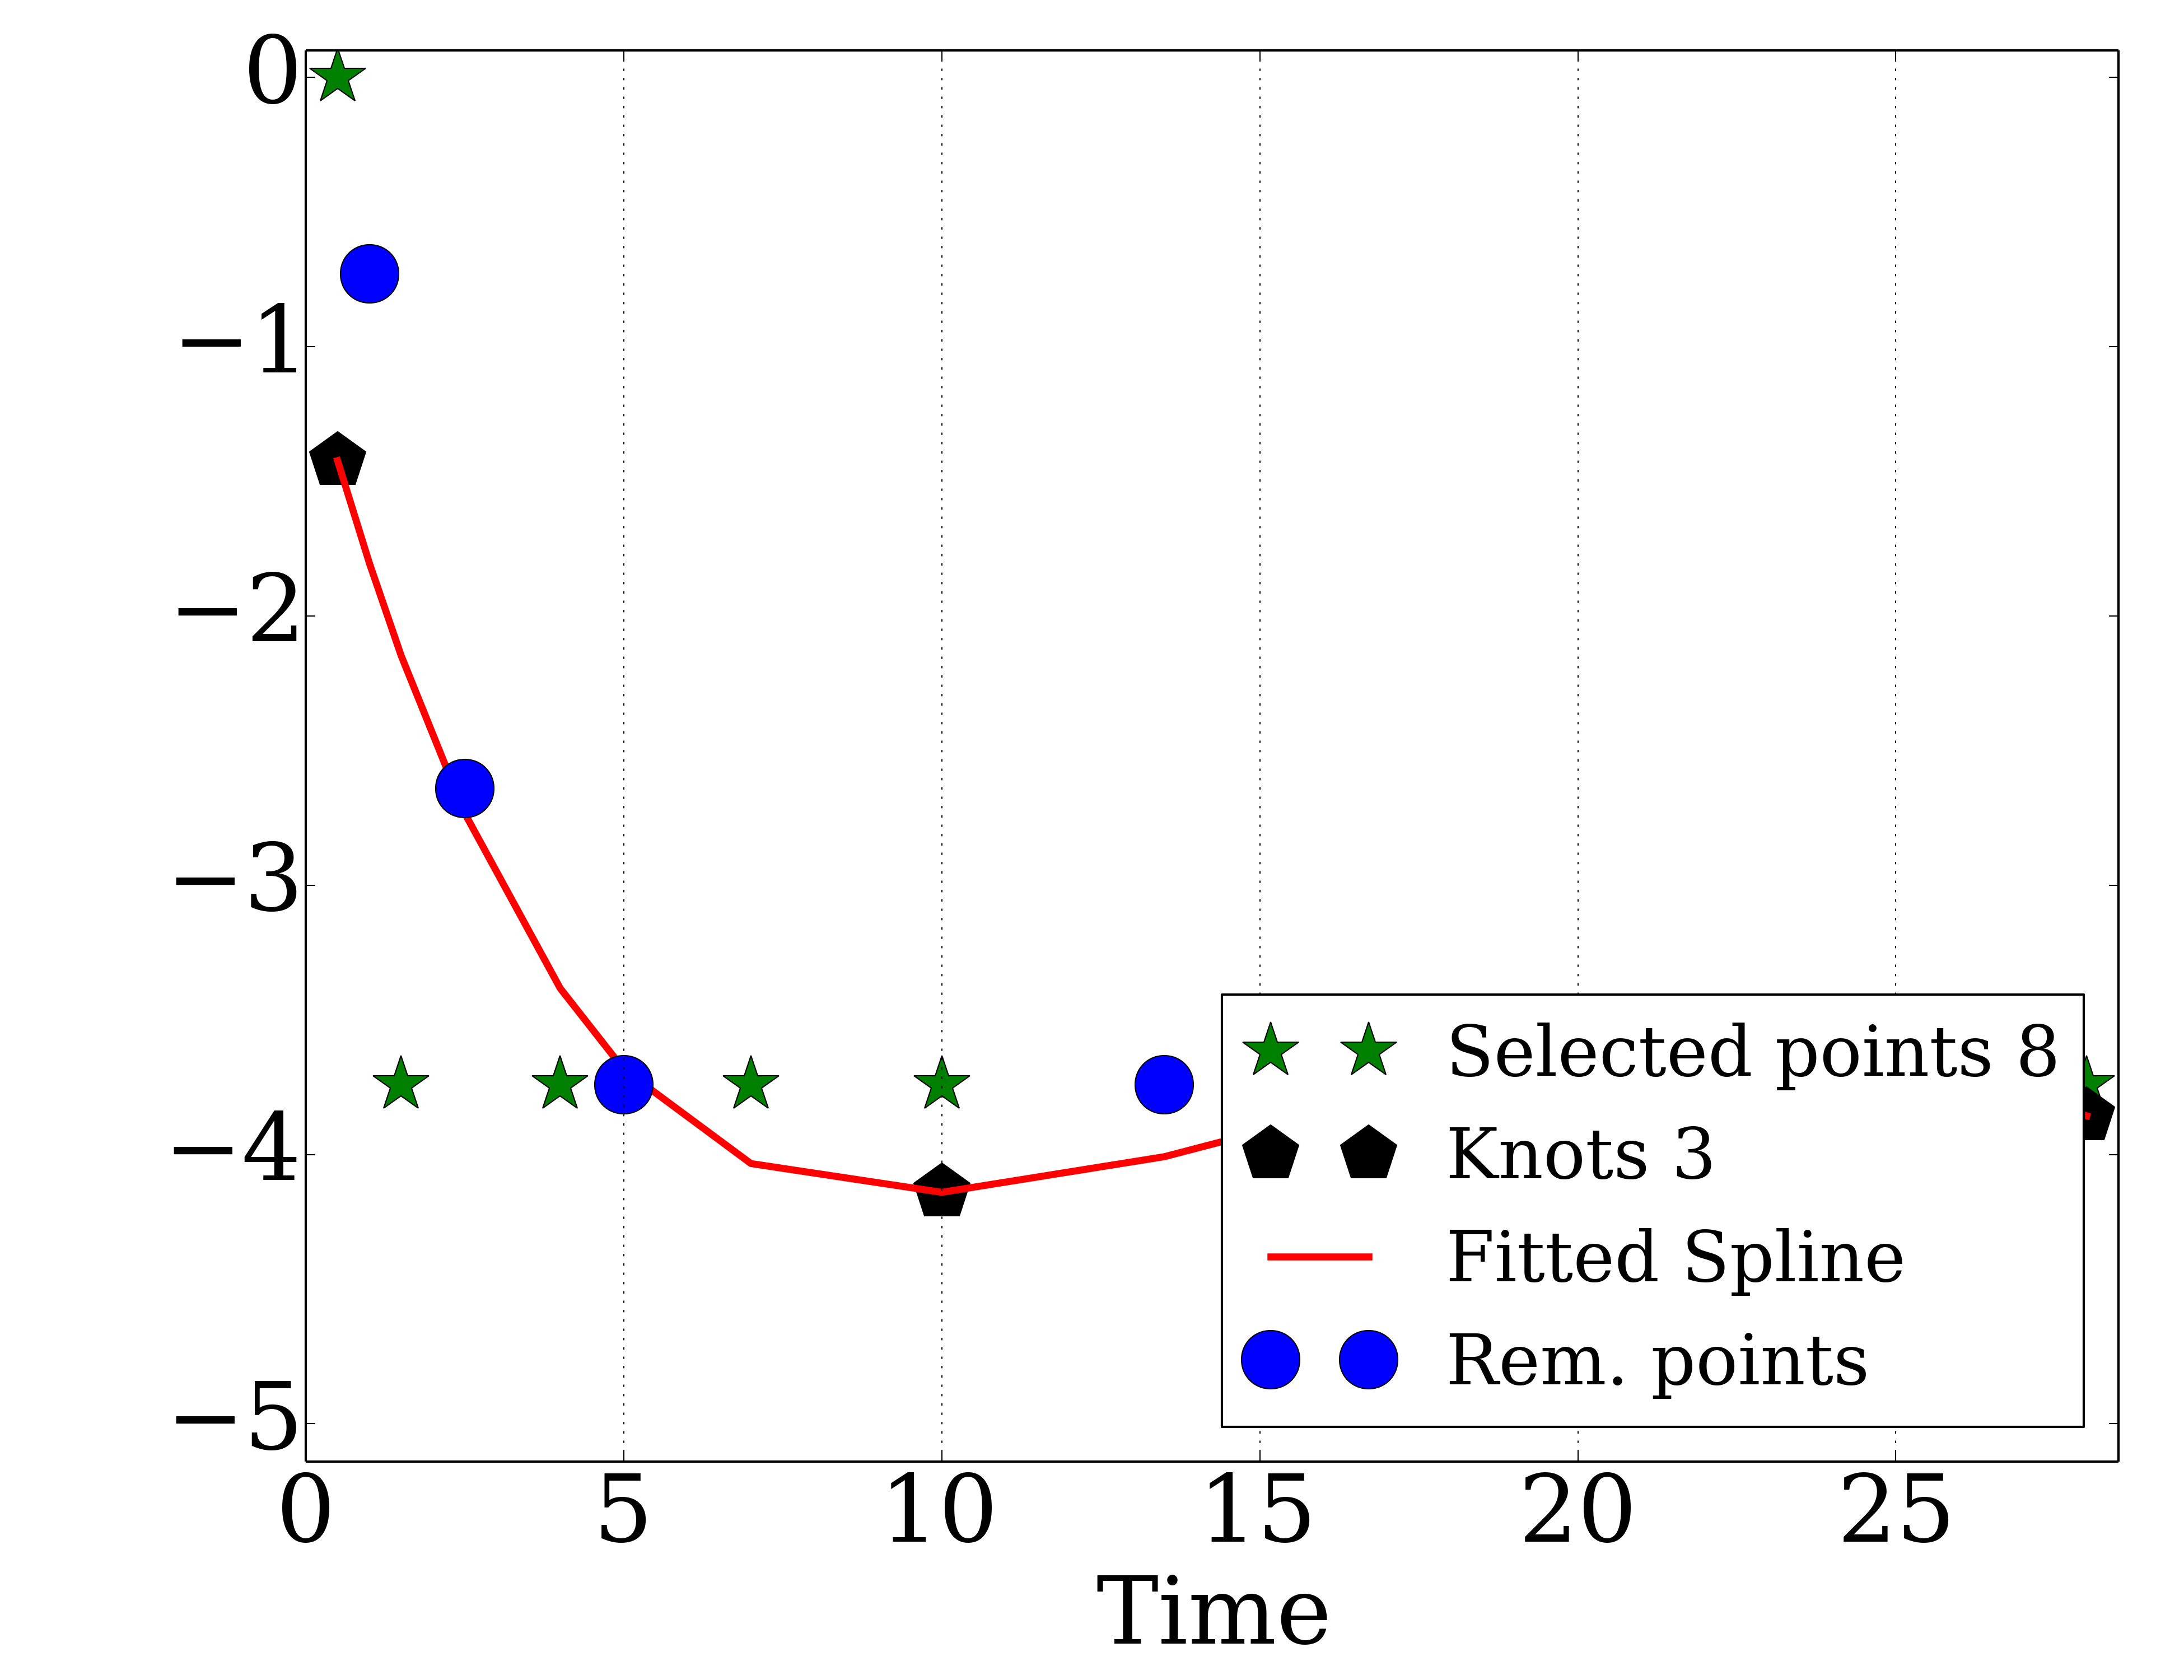 0
−1
−2
−3
−4
−5
Selected points 8
Knots 3
Fitted Spline
Rem. points
0 5 10 15 20 25
Time